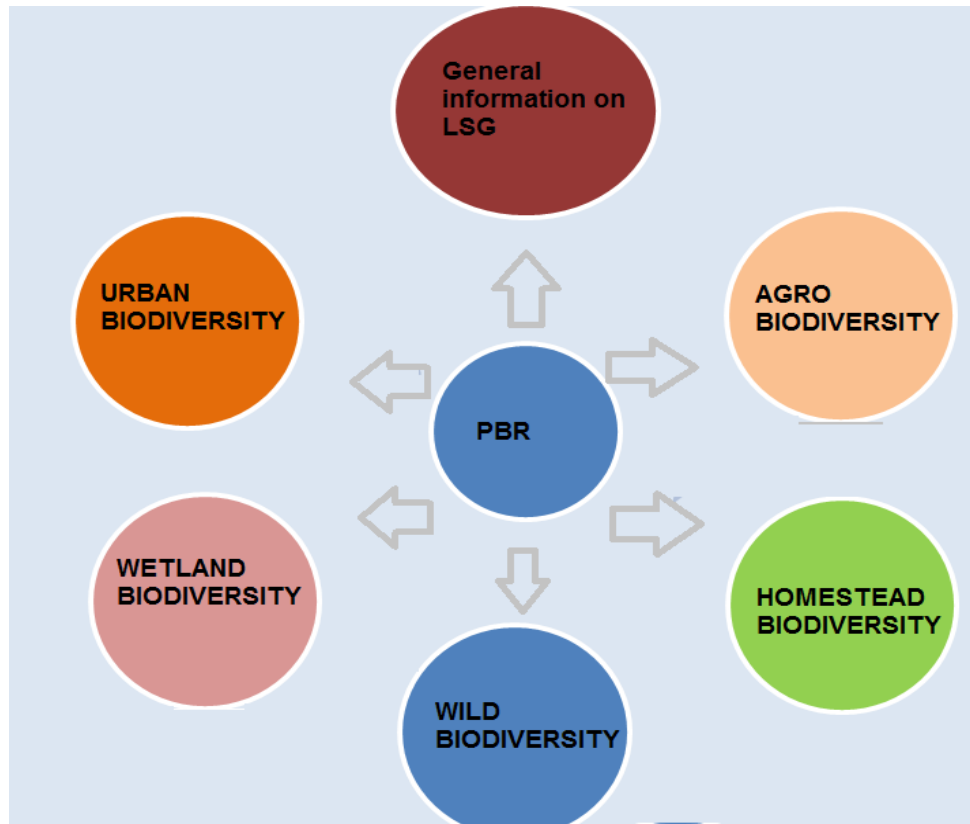 General
information on
LSG
URBAN
BIODIVERSITY
AGRO
BIODIVERSITY
PBR
WETLAND
BIODIVERSITY
HOMESTEAD
BIODIVERSITY
WILD
BIODIVERSITY